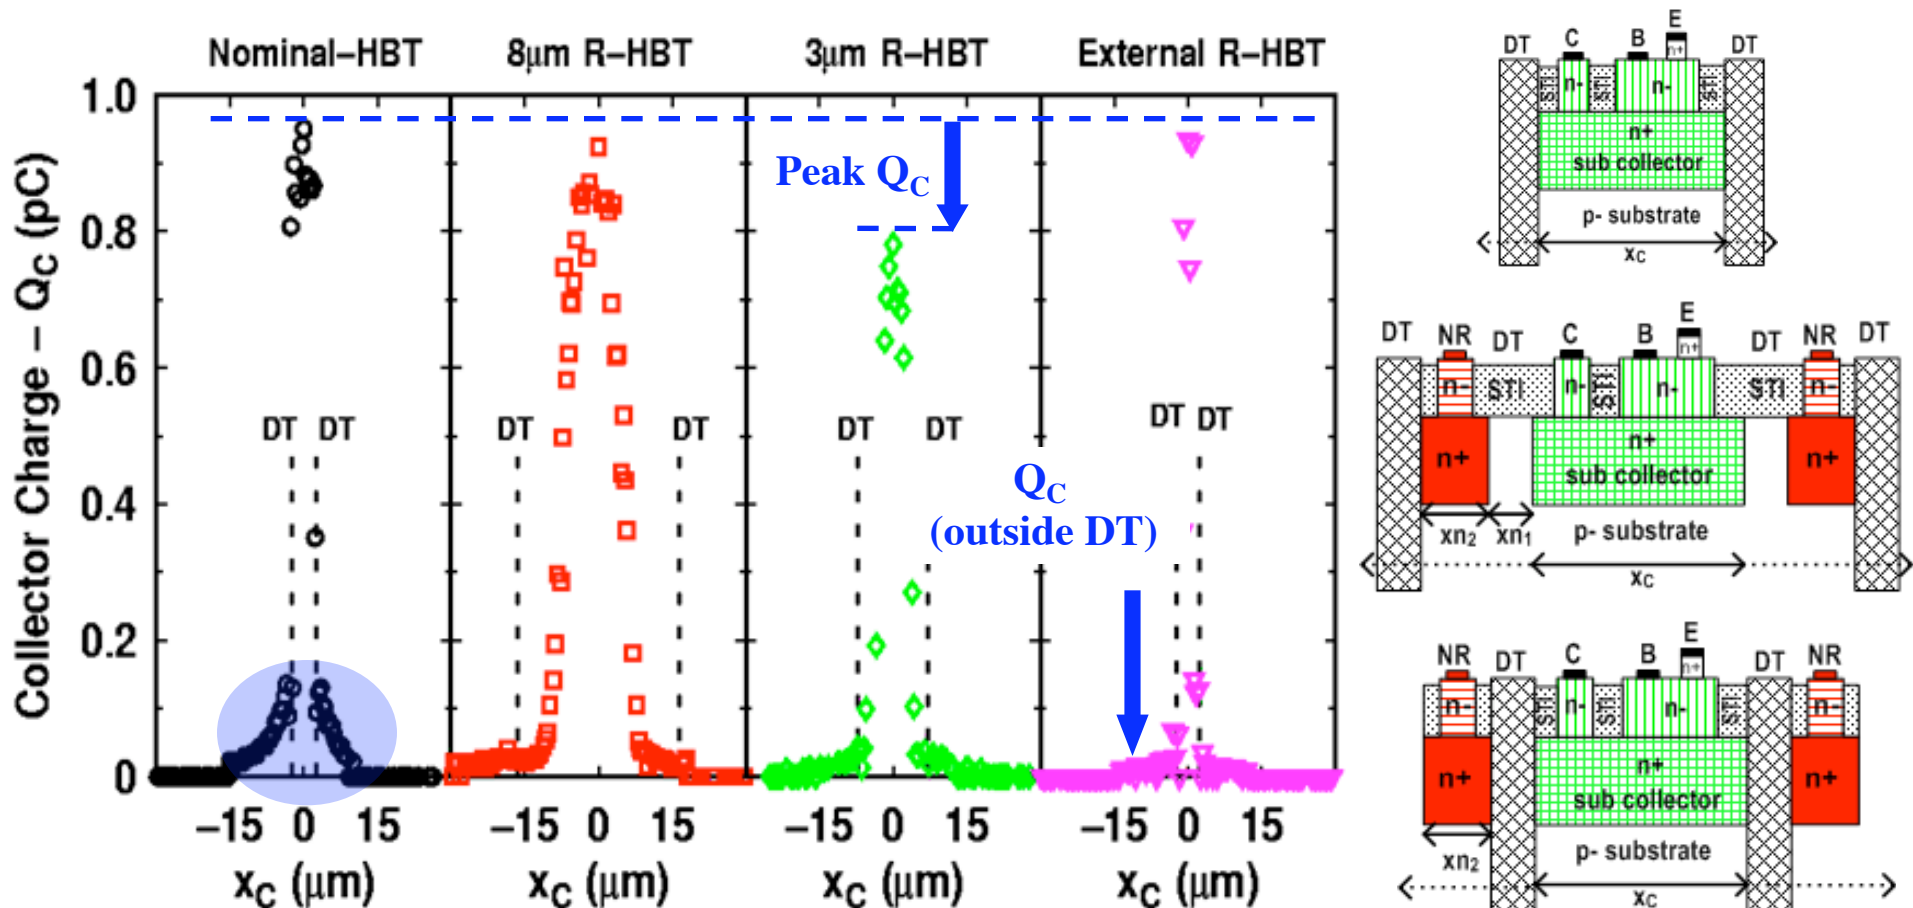 Nominal-HBT
8μm R-HBT
3μm R-HBT
External R-HBT
Collector Charge - QC (pC)
1.0
0.8
0.6
0.4
0.2
0
Peak QC
QC
(outside DT)
DT DT
DT DT
DT DT
DT DT
-15 0 15
-15 0 15
-15 0 15
-15 0 15
xC (μm)
xC (μm)
xC (μm)
xC (μm)
E
DT C B DT
n+
STI n- STI n- STI
n+
sub collector
p- substrate
xC
E
DT NR DT C B DT NR DT
n+
n- STI n- STI n- STI n-
n+ n+ n+
sub collector
xn2 xn1 p- substrate
xC
E
NR DT C B DT NR
n+
n- STI n- STI n- STI n-
n+ n+ n+
sub collector
xn2 p- substrate
xC